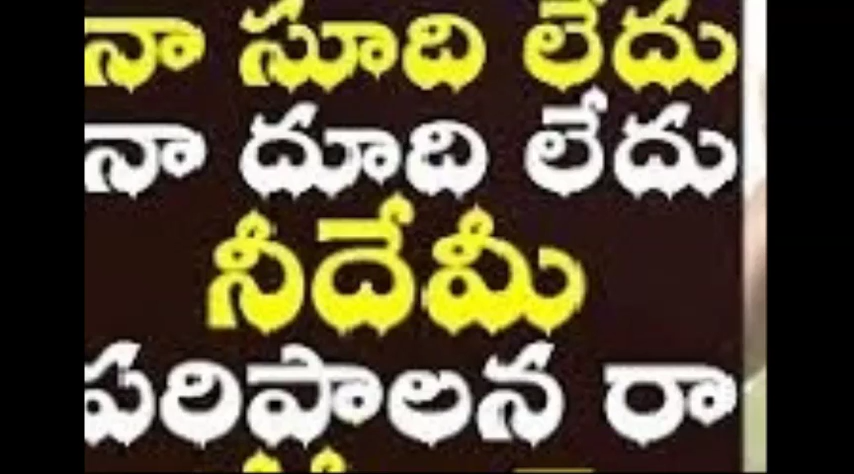 నా సూది లేదు
నా దూది లేదు
నీదేమీ
పరిప్పాలన రా